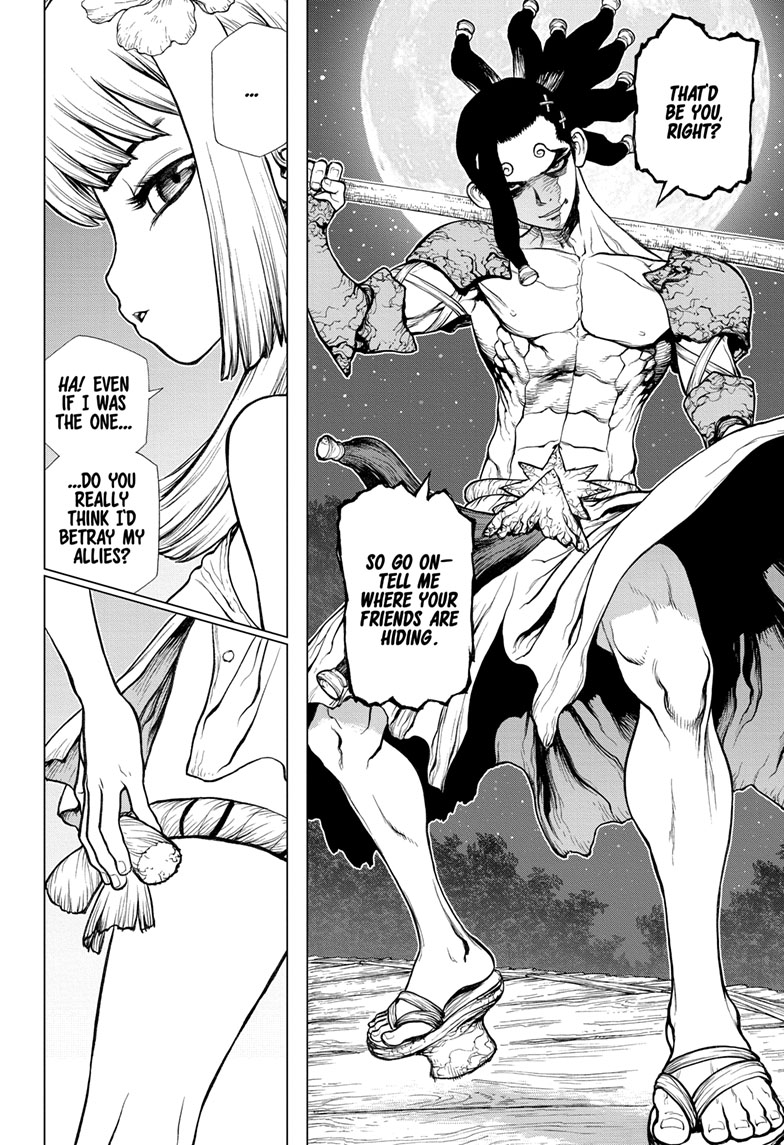 THAT'D
BE YOU,
RIGHT?
SO GO ON—
TELL ME
WHERE YOUR
FRIENDS ARE
HIDING.
...
HA! EVEN
IF I WAS
THE ONE...
...DO YOU
REALLY
THINK I'D
BETRAY MY
ALLIES?